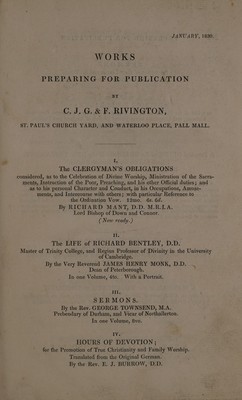 JANUARY, 1830.
WORKS
PREPARING FOR PUBLICATION
BY
C. J. G. & F. RIVINGTON,
ST. PAUL'S CHURCH YARD, AND WATERLOO PLACE, PALL MALL.
I.
The CLERGYMAN'S OBLIGATIONS
considered, as to the Celebration of Divine Worship, Ministration of the Sacra-
ments, Instruction of the Poor, Preaching, and his other Official duties; and
as to his personal Character and Conduct, in his Occupations, Amuse-
ments, and Intercourse with others; with particular Reference to
the Ordination Vow. 12mo. 6s. 6d.
By RICHARD MANT, D.D. M.R.I.A.
Lord Bishop of Down and Connor.
(Now ready.)
II.
The LIFE of RICHARD BENTLEY, D.D.
Master of Trinity College, and Regius Professor of Divinity in the University
of Cambridge.
By the Very Reverend JAMES HENRY MONK, D.D.
Dean of Peterborough.
In one Volume, 4to. With a Portrait.
III.
SERMONS.
By the Rev. GEORGE TOWNSEND, M.A.
Prebendary of Durham, and Vicar of Northallerton.
In one Volume, 8vo.
IV.
HOURS OF DEVOTION;
for the Promotion of True Christianity and Family Worship.
Translated from the Original German.
By the Rev. E. J. BURROW, D.D.